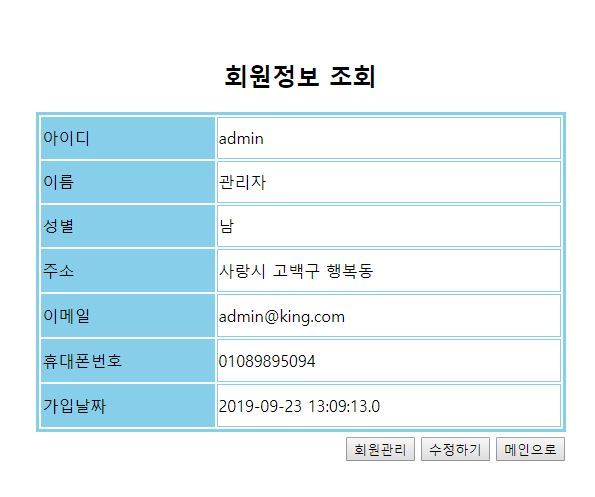 회원정보 조회
아이디 admin
이름 관리자
성별 남
주소 사랑시 고백구 행복동
이메일 admin@king.com
휴대폰번호 01089895094
가입날짜 2019-09-23 13:09:13.0
회원관리 수정하기 메인으로